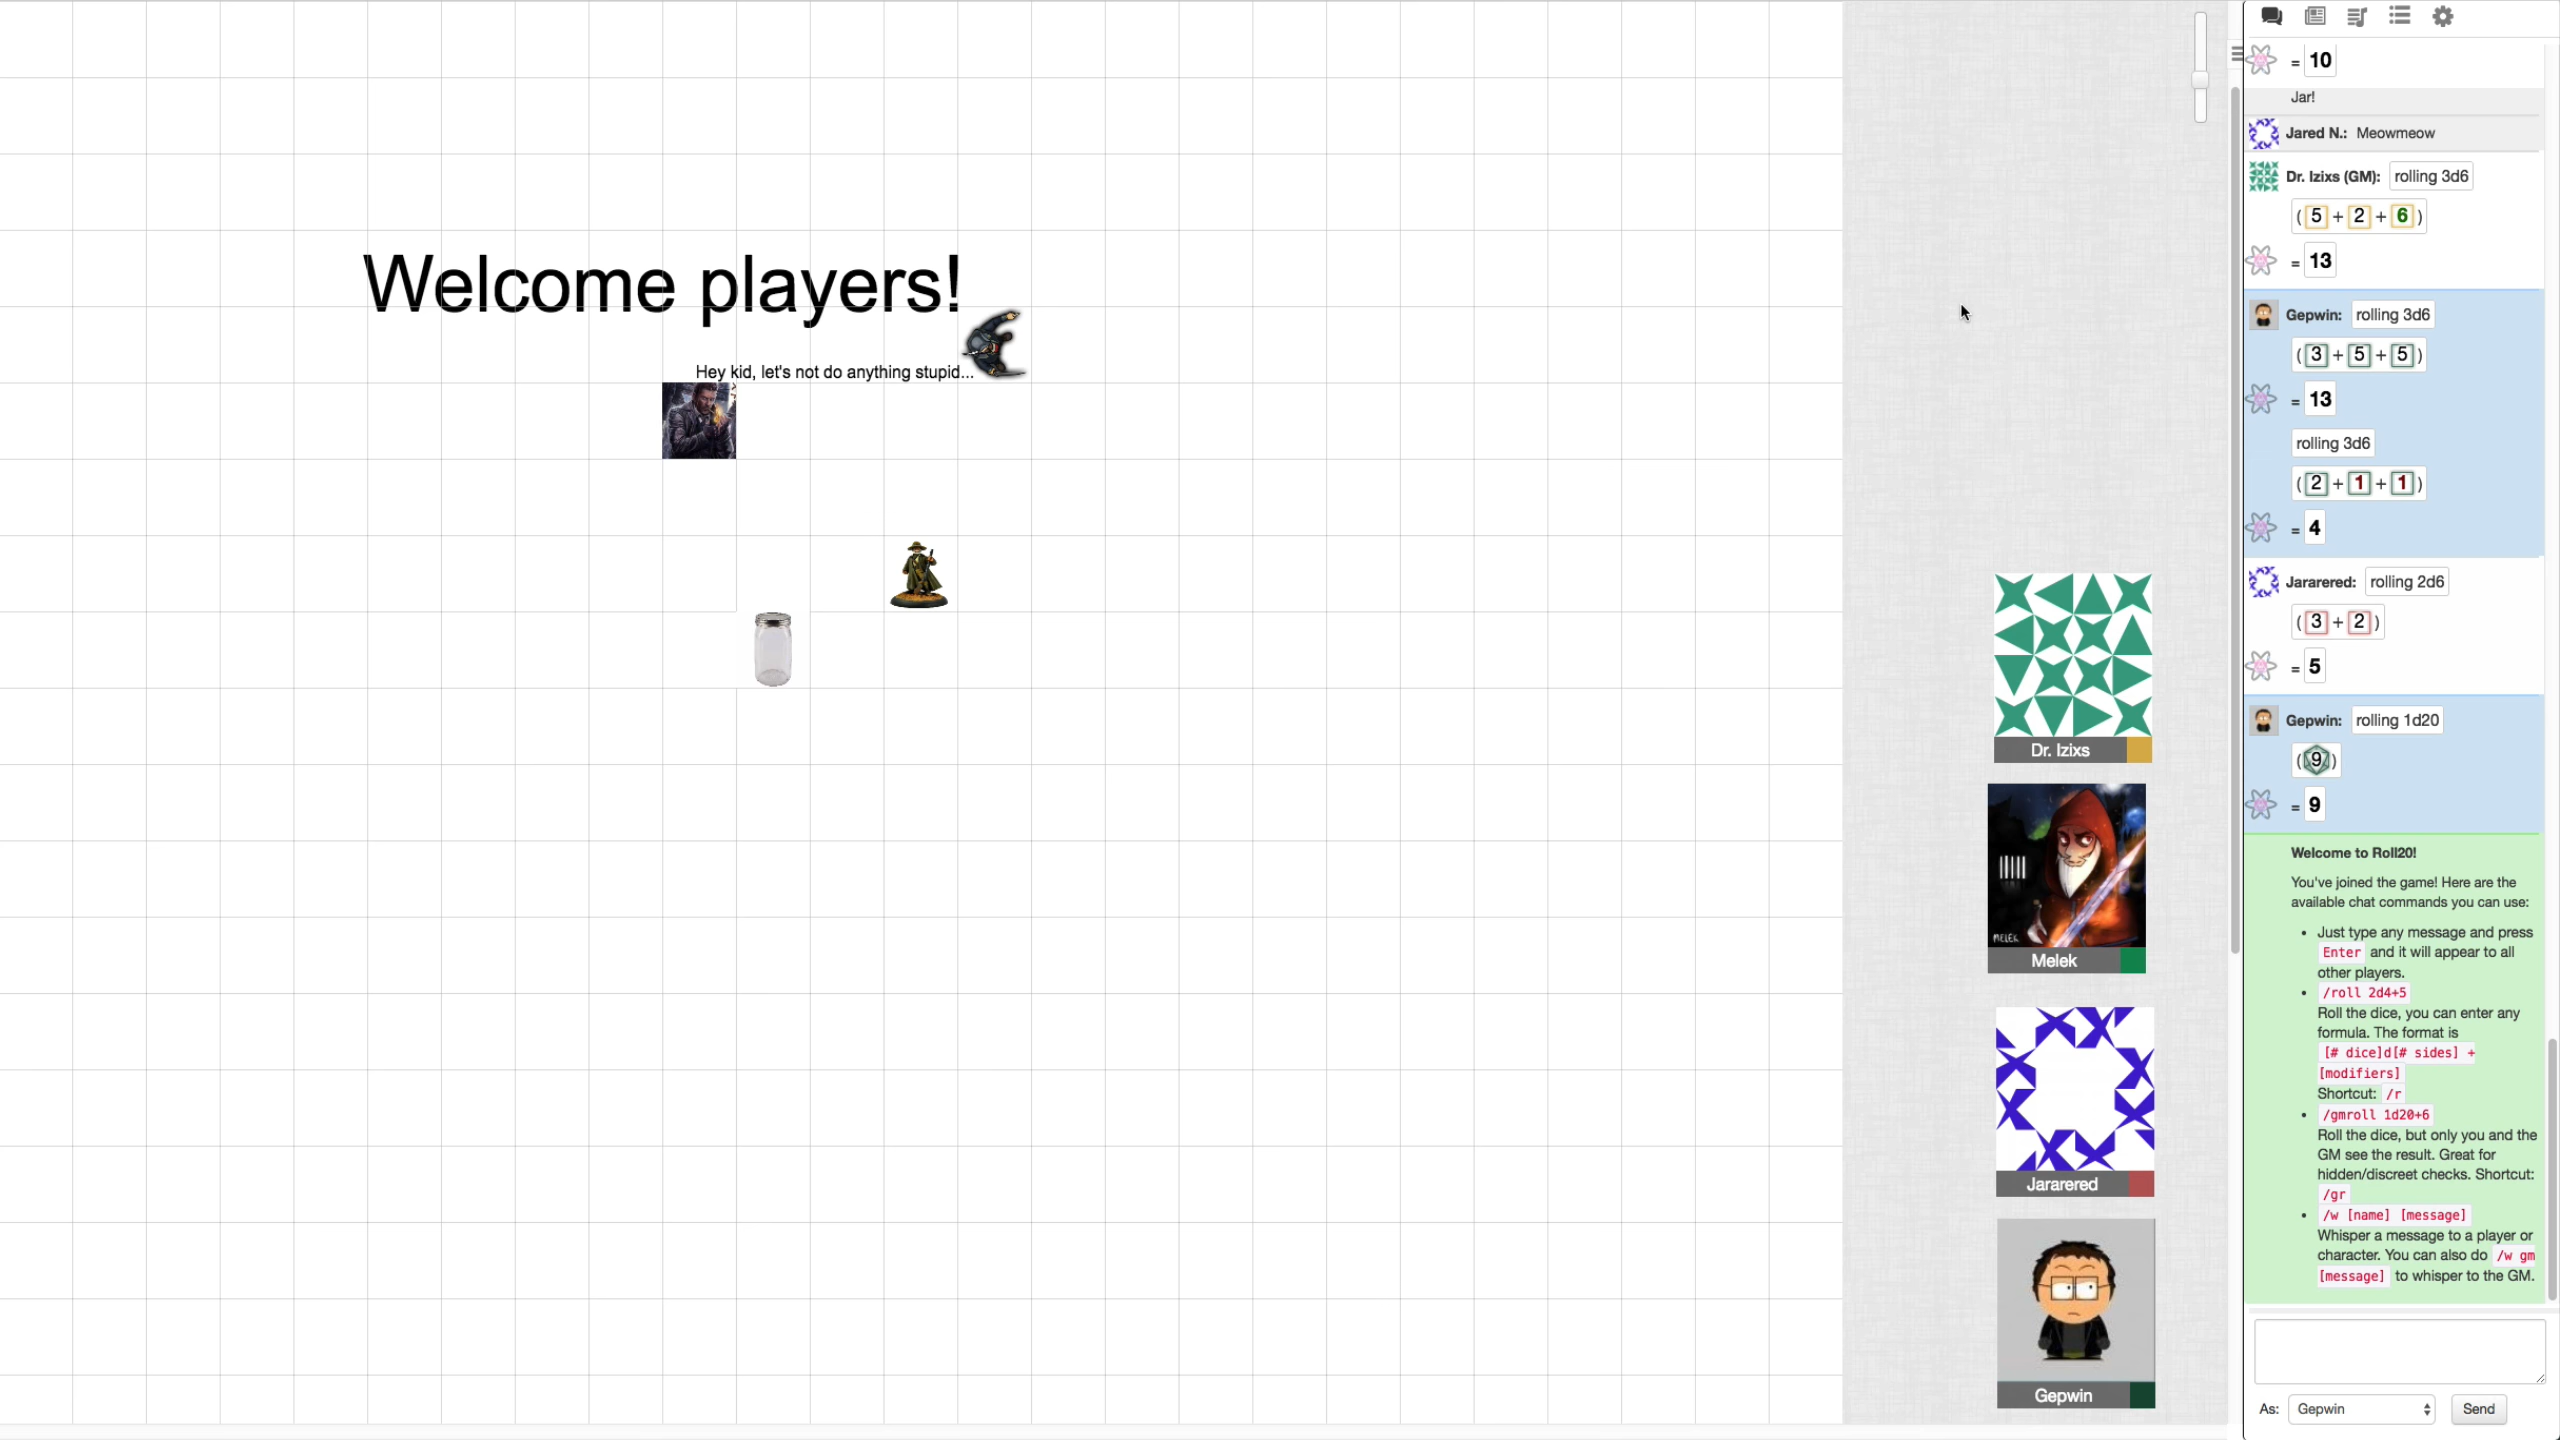 Welcome players!
Hey kid, let's not do anything stupid...
Dr. Izixs
MELEK
Melek
Jararered
Gepwin
= 10
Jar!
Jared N.: Meowmeow
Dr. Izixs (GM): rolling 3d6
(5+2+6)
= 13
Gepwin: rolling 3d6
(3+5+5)
= 13
rolling 3d6
(2+1+1)
= 4
Jararered: rolling 2d6
(3+2)
= 5
Gepwin: rolling 1d20
(9)
= 9
Welcome to Roll20!
You've joined the game! Here are the
available chat commands you can use:
• Just type any message and press
Enter and it will appear to all
other players.
• /roll 2d4+5
Roll the dice, you can enter any
formula. The format is
[# dice]d[# sides] +
[modifiers]
Shortcut: /r
• /gmroll 1d20+6
Roll the dice, but only you and the
GM see the result. Great for
hidden/discreet checks. Shortcut:
/gr
• /w [name] [message]
Whisper a message to a player or
character. You can also do /w gm
[message] to whisper to the GM.
As: Gepwin Send